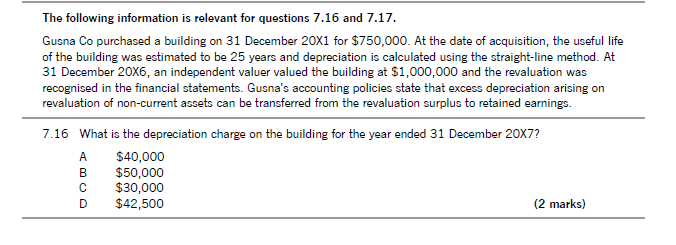 The following information is relevant for questions 7.16 and 7.17.
Gusna Co purchased a building on 31 December 20X1 for $750,000. At the date of acquisition, the useful life
of the building was estimated to be 25 years and depreciation is calculated using the straight-line method. At
31 December 20X6, an independent valuer valued the building at $1,000,000 and the revaluation was
recognised in the financial statements. Gusna's accounting policies state that excess depreciation arising on
revaluation of non-current assets can be transferred from the revaluation surplus to retained earnings.
7.16 What is the depreciation charge on the building for the year ended 31 December 20X7?
A $40,000
B $50,000
C $30,000
D $42,500 (2 marks)